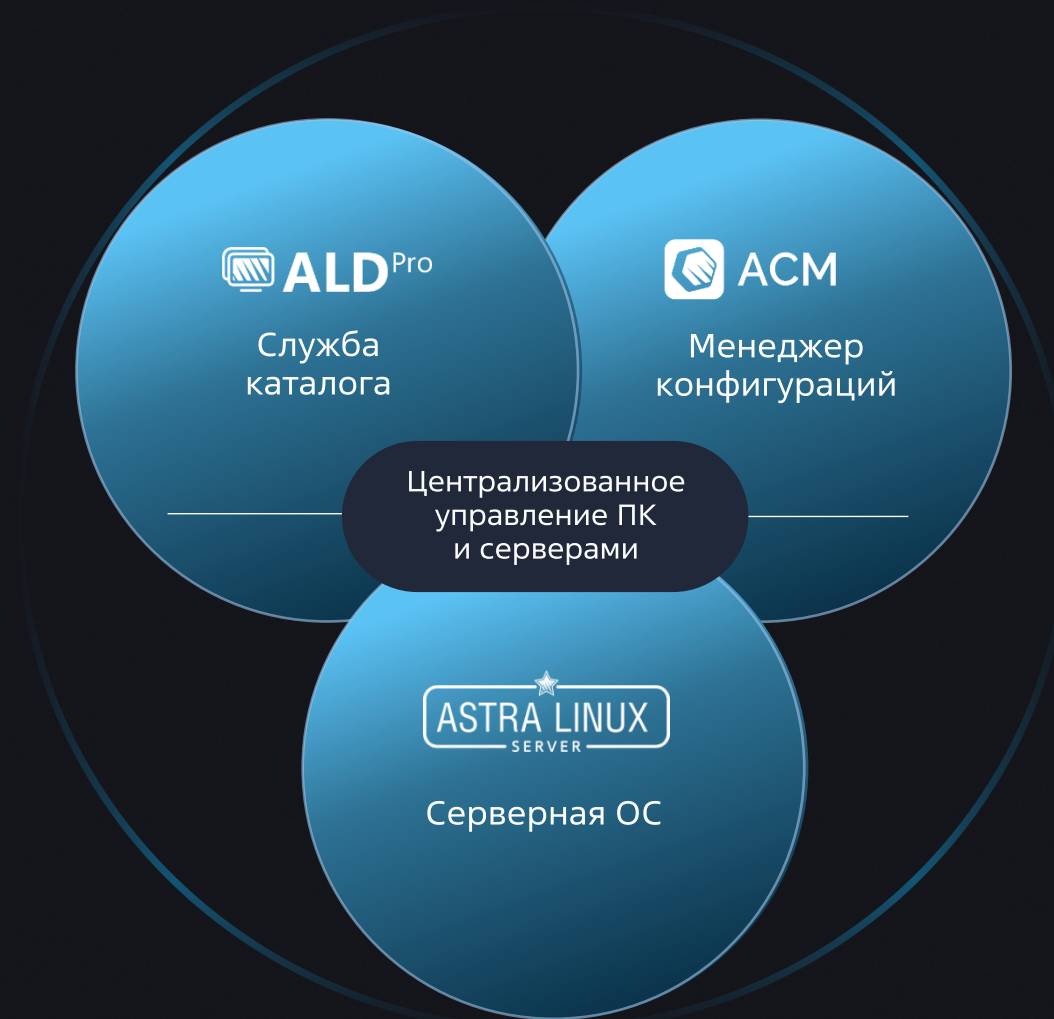 ALD Pro
Служба
каталога
ACM
Менеджер
конфигураций
Централизованное
управление ПК
и серверами
ASTRA LINUX
SERVER
Серверная ОС